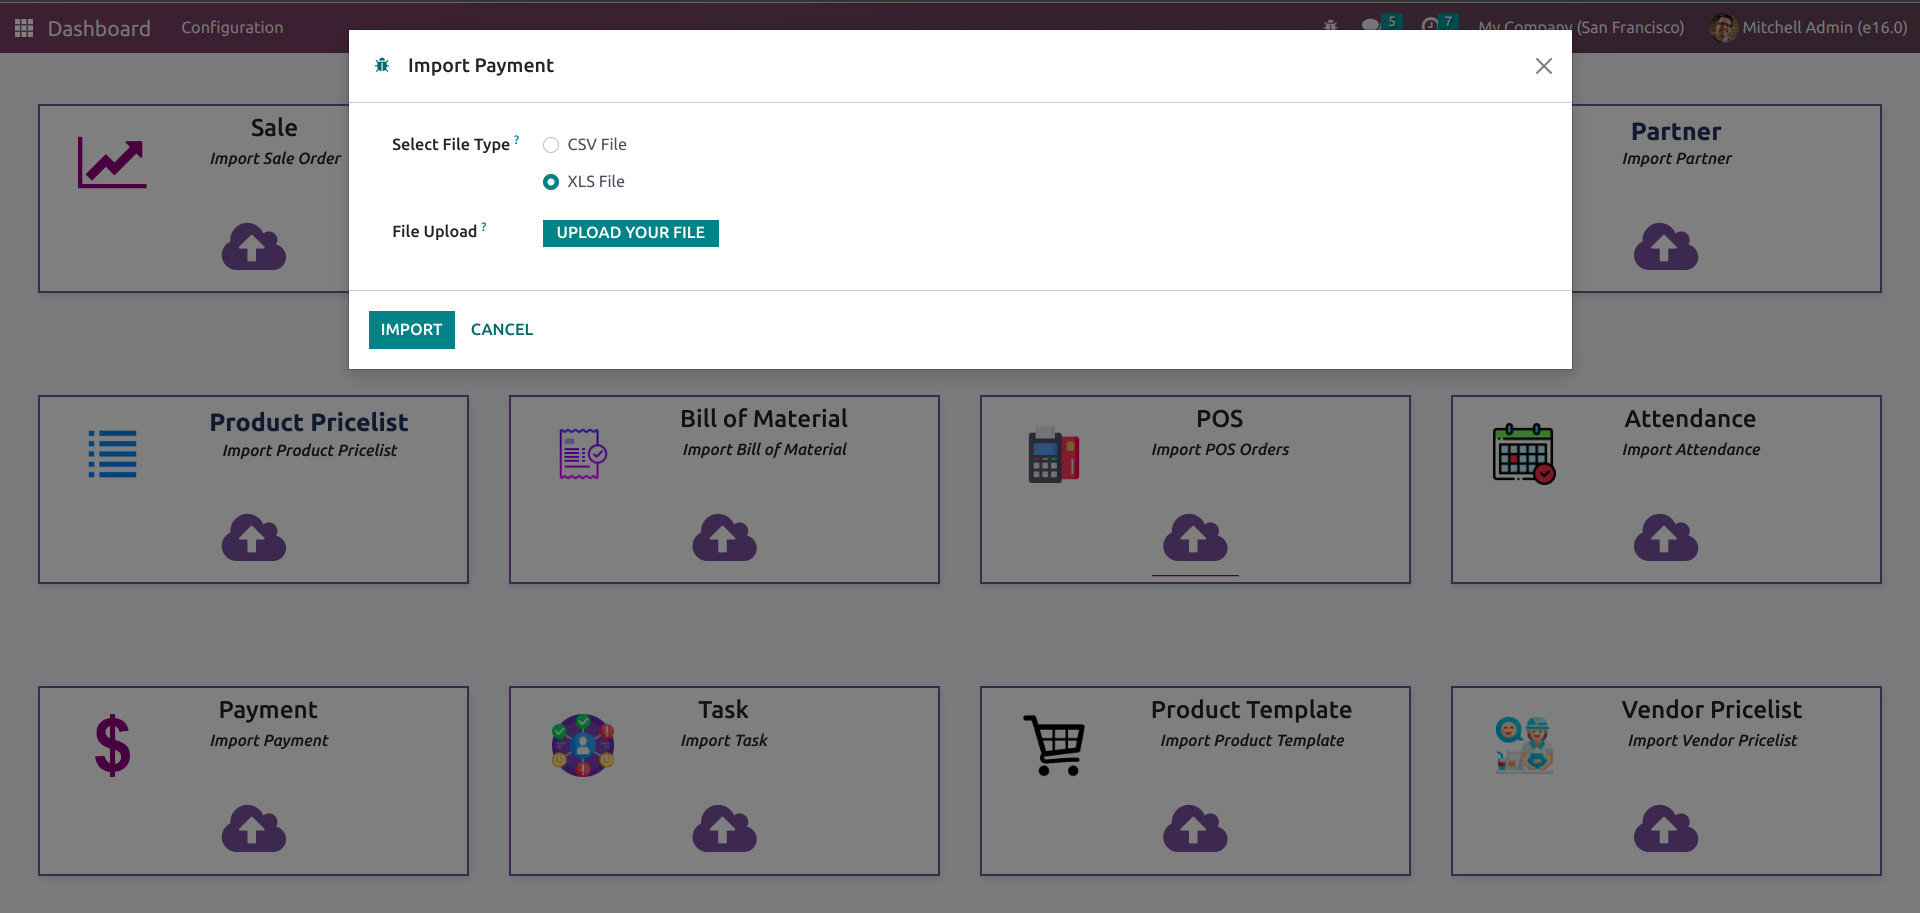 Dashboard
Configuration
5
7
My Company (San Francisco)
Mitchell Admin (e16.0)
Import Payment
Select File Type ?
CSV File
XLS File
File Upload ?
UPLOAD YOUR FILE
IMPORT
CANCEL
Sale
Import Sale Order
Partner
Import Partner
Product Pricelist
Import Product Pricelist
Bill of Material
Import Bill of Material
POS
Import POS Orders
Attendance
Import Attendance
Payment
Import Payment
Task
Import Task
Product Template
Import Product Template
Vendor Pricelist
Import Vendor Pricelist